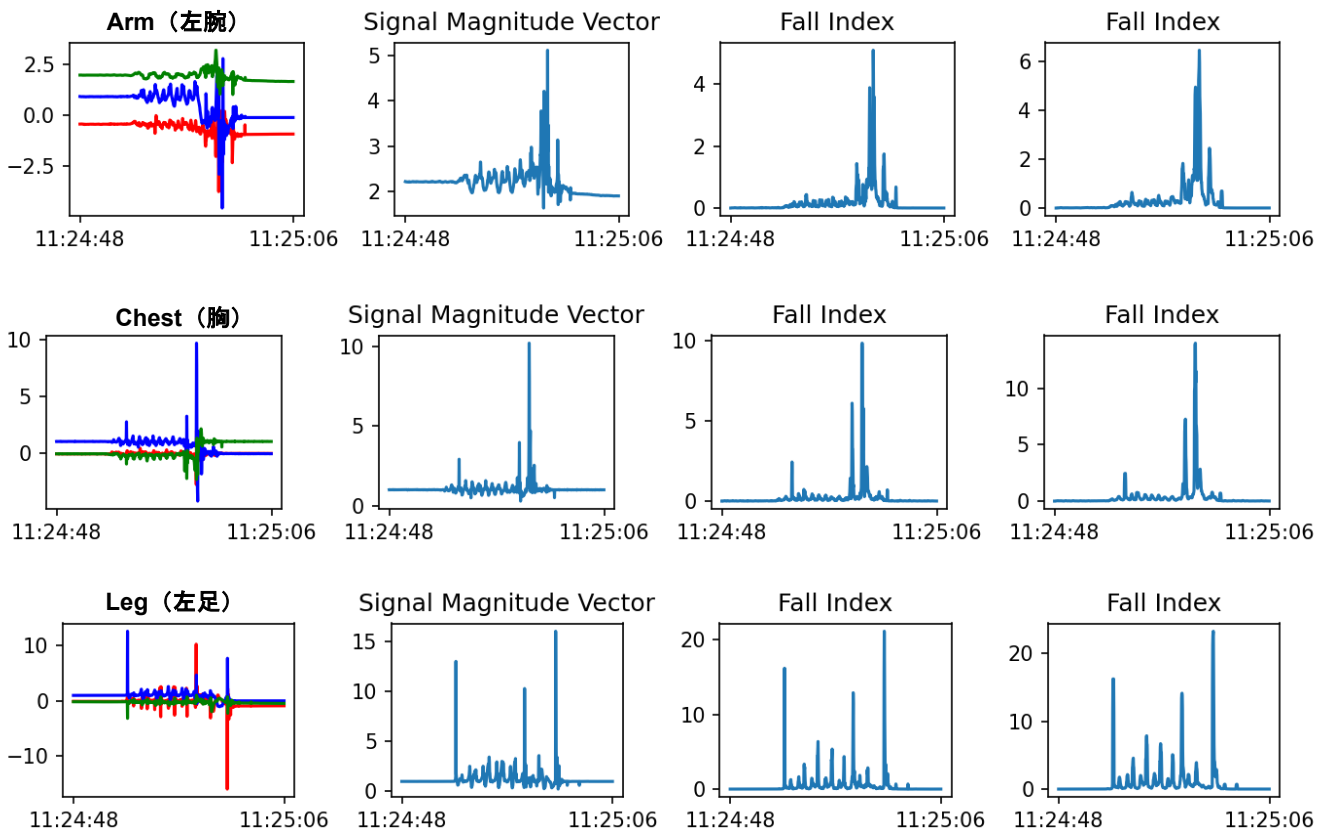 Arm（左腕） Signal Magnitude Vector Fall Index Fall Index
2.5 5 4 6
0.0 4 2 4
−2.5 3 0 2
2 0
11:24:48 11:25:06 11:24:48 11:25:06 11:24:48 11:25:06 11:24:48 11:25:06
Chest（胸） Signal Magnitude Vector Fall Index Fall Index
10 10 10 10
5 5 5 5
0 0 0 0
11:24:48 11:25:06 11:24:48 11:25:06 11:24:48 11:25:06 11:24:48 11:25:06
Leg（左足） Signal Magnitude Vector Fall Index Fall Index
10 15 20 20
0 10 10 10
−10 5 0 0
0
11:24:48 11:25:06 11:24:48 11:25:06 11:24:48 11:25:06 11:24:48 11:25:06